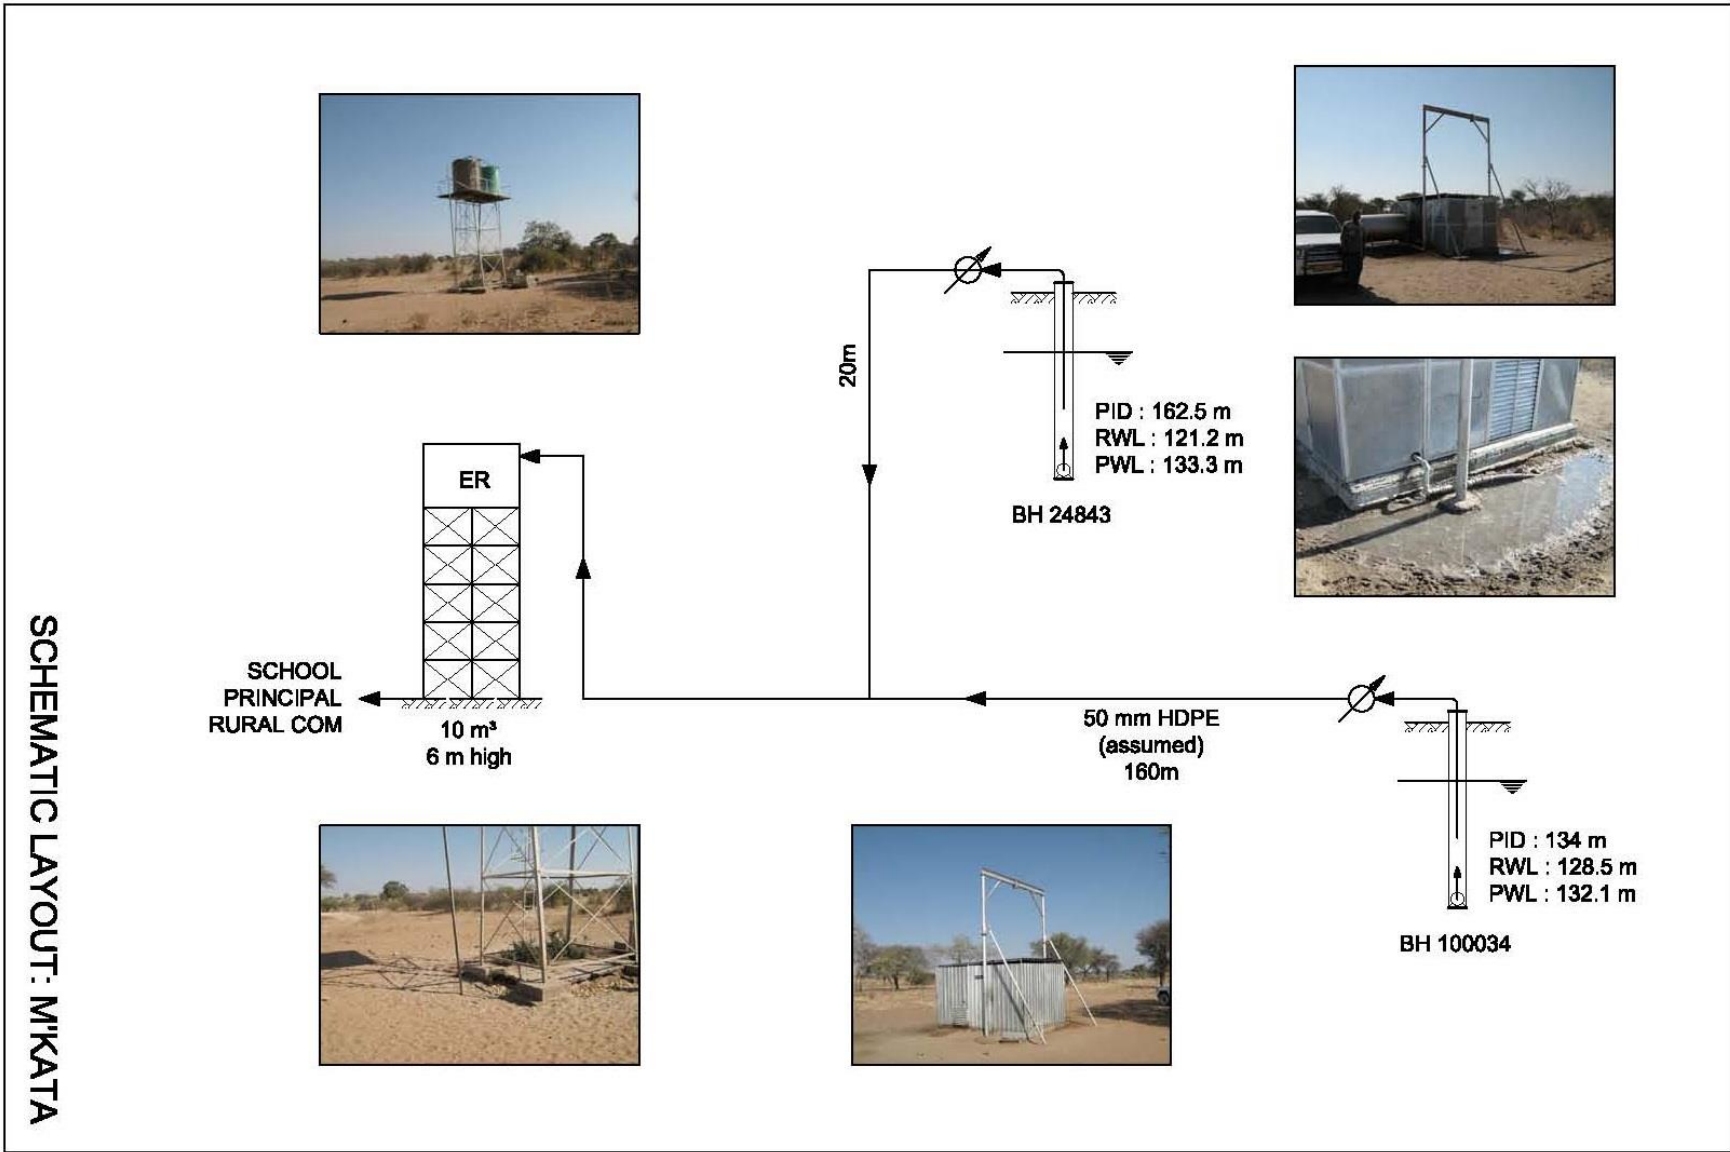 ER
SCHOOL
PRINCIPAL
RURAL COM
10 m³
6 m high
20m
PID : 162.5 m
RWL : 121.2 m
PWL : 133.3 m
BH 24843
50 mm HDPE
(assumed)
160m
PID : 134 m
RWL : 128.5 m
PWL : 132.1 m
BH 100034
SCHEMATIC LAYOUT: M'KATA